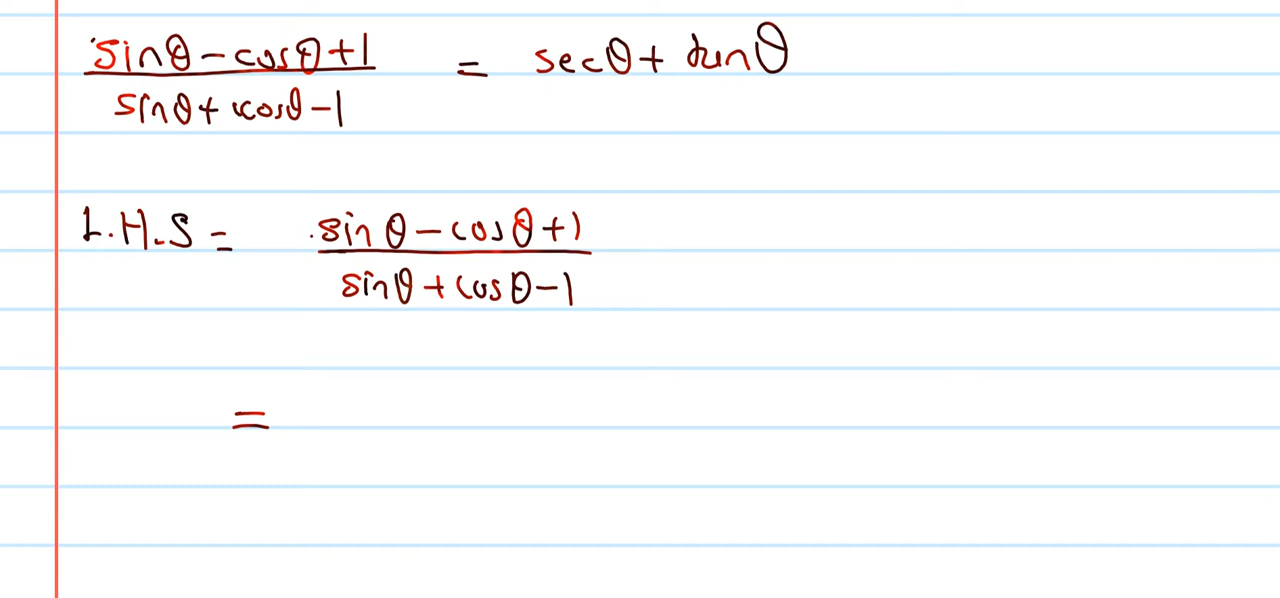 sinθ - cosθ + 1 / sinθ + cosθ - 1 = secθ + tanθ
L.H.S = sinθ - cosθ + 1 / sinθ + cosθ - 1
=